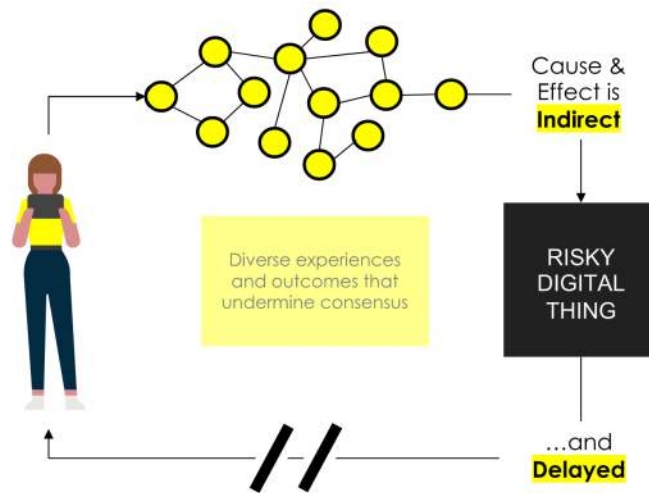 Cause &
Effect is
Indirect
Diverse experiences
and outcomes that
undermine consensus
RISKY
DIGITAL
THING
...and
Delayed